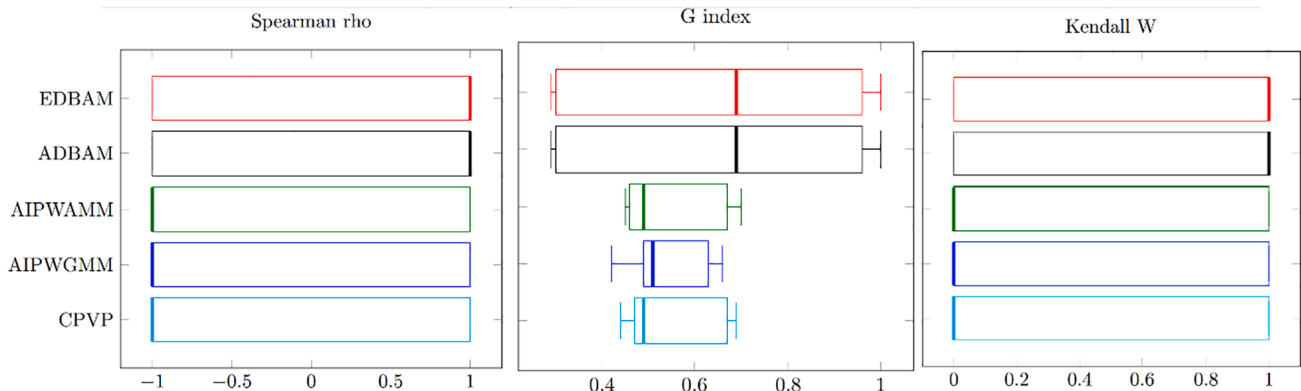 Spearman rho
G index
Kendall W
EDBAM
ADBAM
AIPWAMM
AIPWGMM
CPVP
−1 −0.5 0 0.5 1
0.4 0.6 0.8 1
0 0.2 0.4 0.6 0.8 1